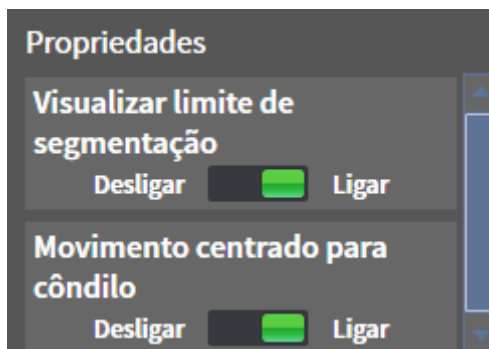 Propriedades
Visualizar limite de
segmentação
Desligar Ligar
Movimento centrado para
côndilo
Desligar Ligar